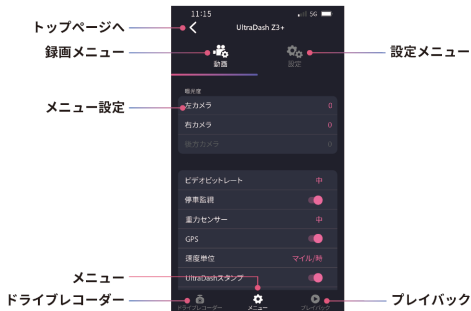 11:15
5G
トップページへ
UltraDash Z3+
録画メニュー
動画
設定
設定メニュー
曝光度
メニュー設定
左カメラ 0
右カメラ 0
後方カメラ 0
ビデオビットレート 中
停車監視
重力センサー 中
GPS
速度単位 マイル/時
メニュー
UltraDashスタンプ
ドライブレコーダー
ドライブレコーダー
メニュー
プレイバック
プレイバック